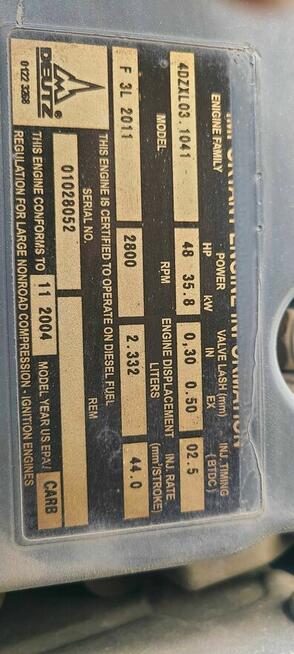 IMPORTANT ENGINE INFORMATION
DEUTZ
0122 3268
ENIGINE FAMILY POWER VALVE LASH (mm) INJ. TIMING
HP kW IN EX (BTDC)
4DZXL03.1041 48 35.8 0,30 0.50 02.5
MODEL RPM ENGINE DISPLACEMENT LITERS INJ. RATE (mm³/STROKE)
F 3L 2011 2800 2.332 44.0
THIS ENGINE IS CERTIFIED TO OPERATE ON DIESEL FUEL
SERIAL NO. REM
01028052
THIS ENGINE CONFORMS TO 11 2004 MODEL YEAR US.EPA/ CARB
REGULATION FOR LARGE NONROAD COMPRESSION - IGNITION ENGINES